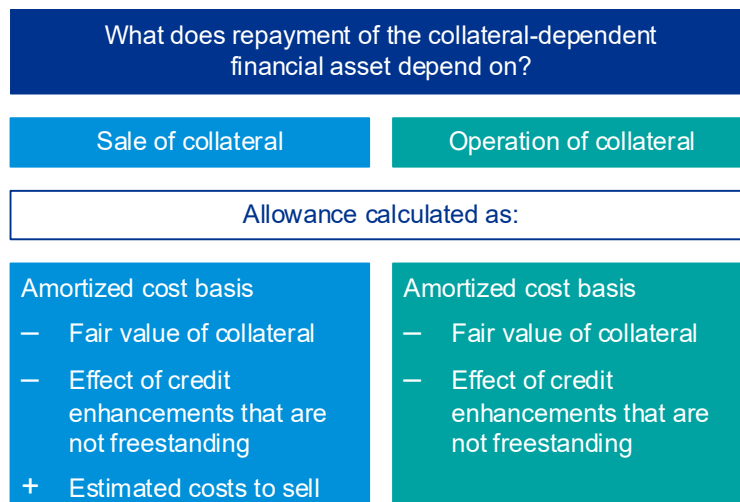 What does repayment of the collateral-dependent
financial asset depend on?
Sale of collateral
Operation of collateral
Allowance calculated as:
Amortized cost basis
– Fair value of collateral
– Effect of credit
enhancements that are
not freestanding
+ Estimated costs to sell
Amortized cost basis
– Fair value of collateral
– Effect of credit
enhancements that are
not freestanding